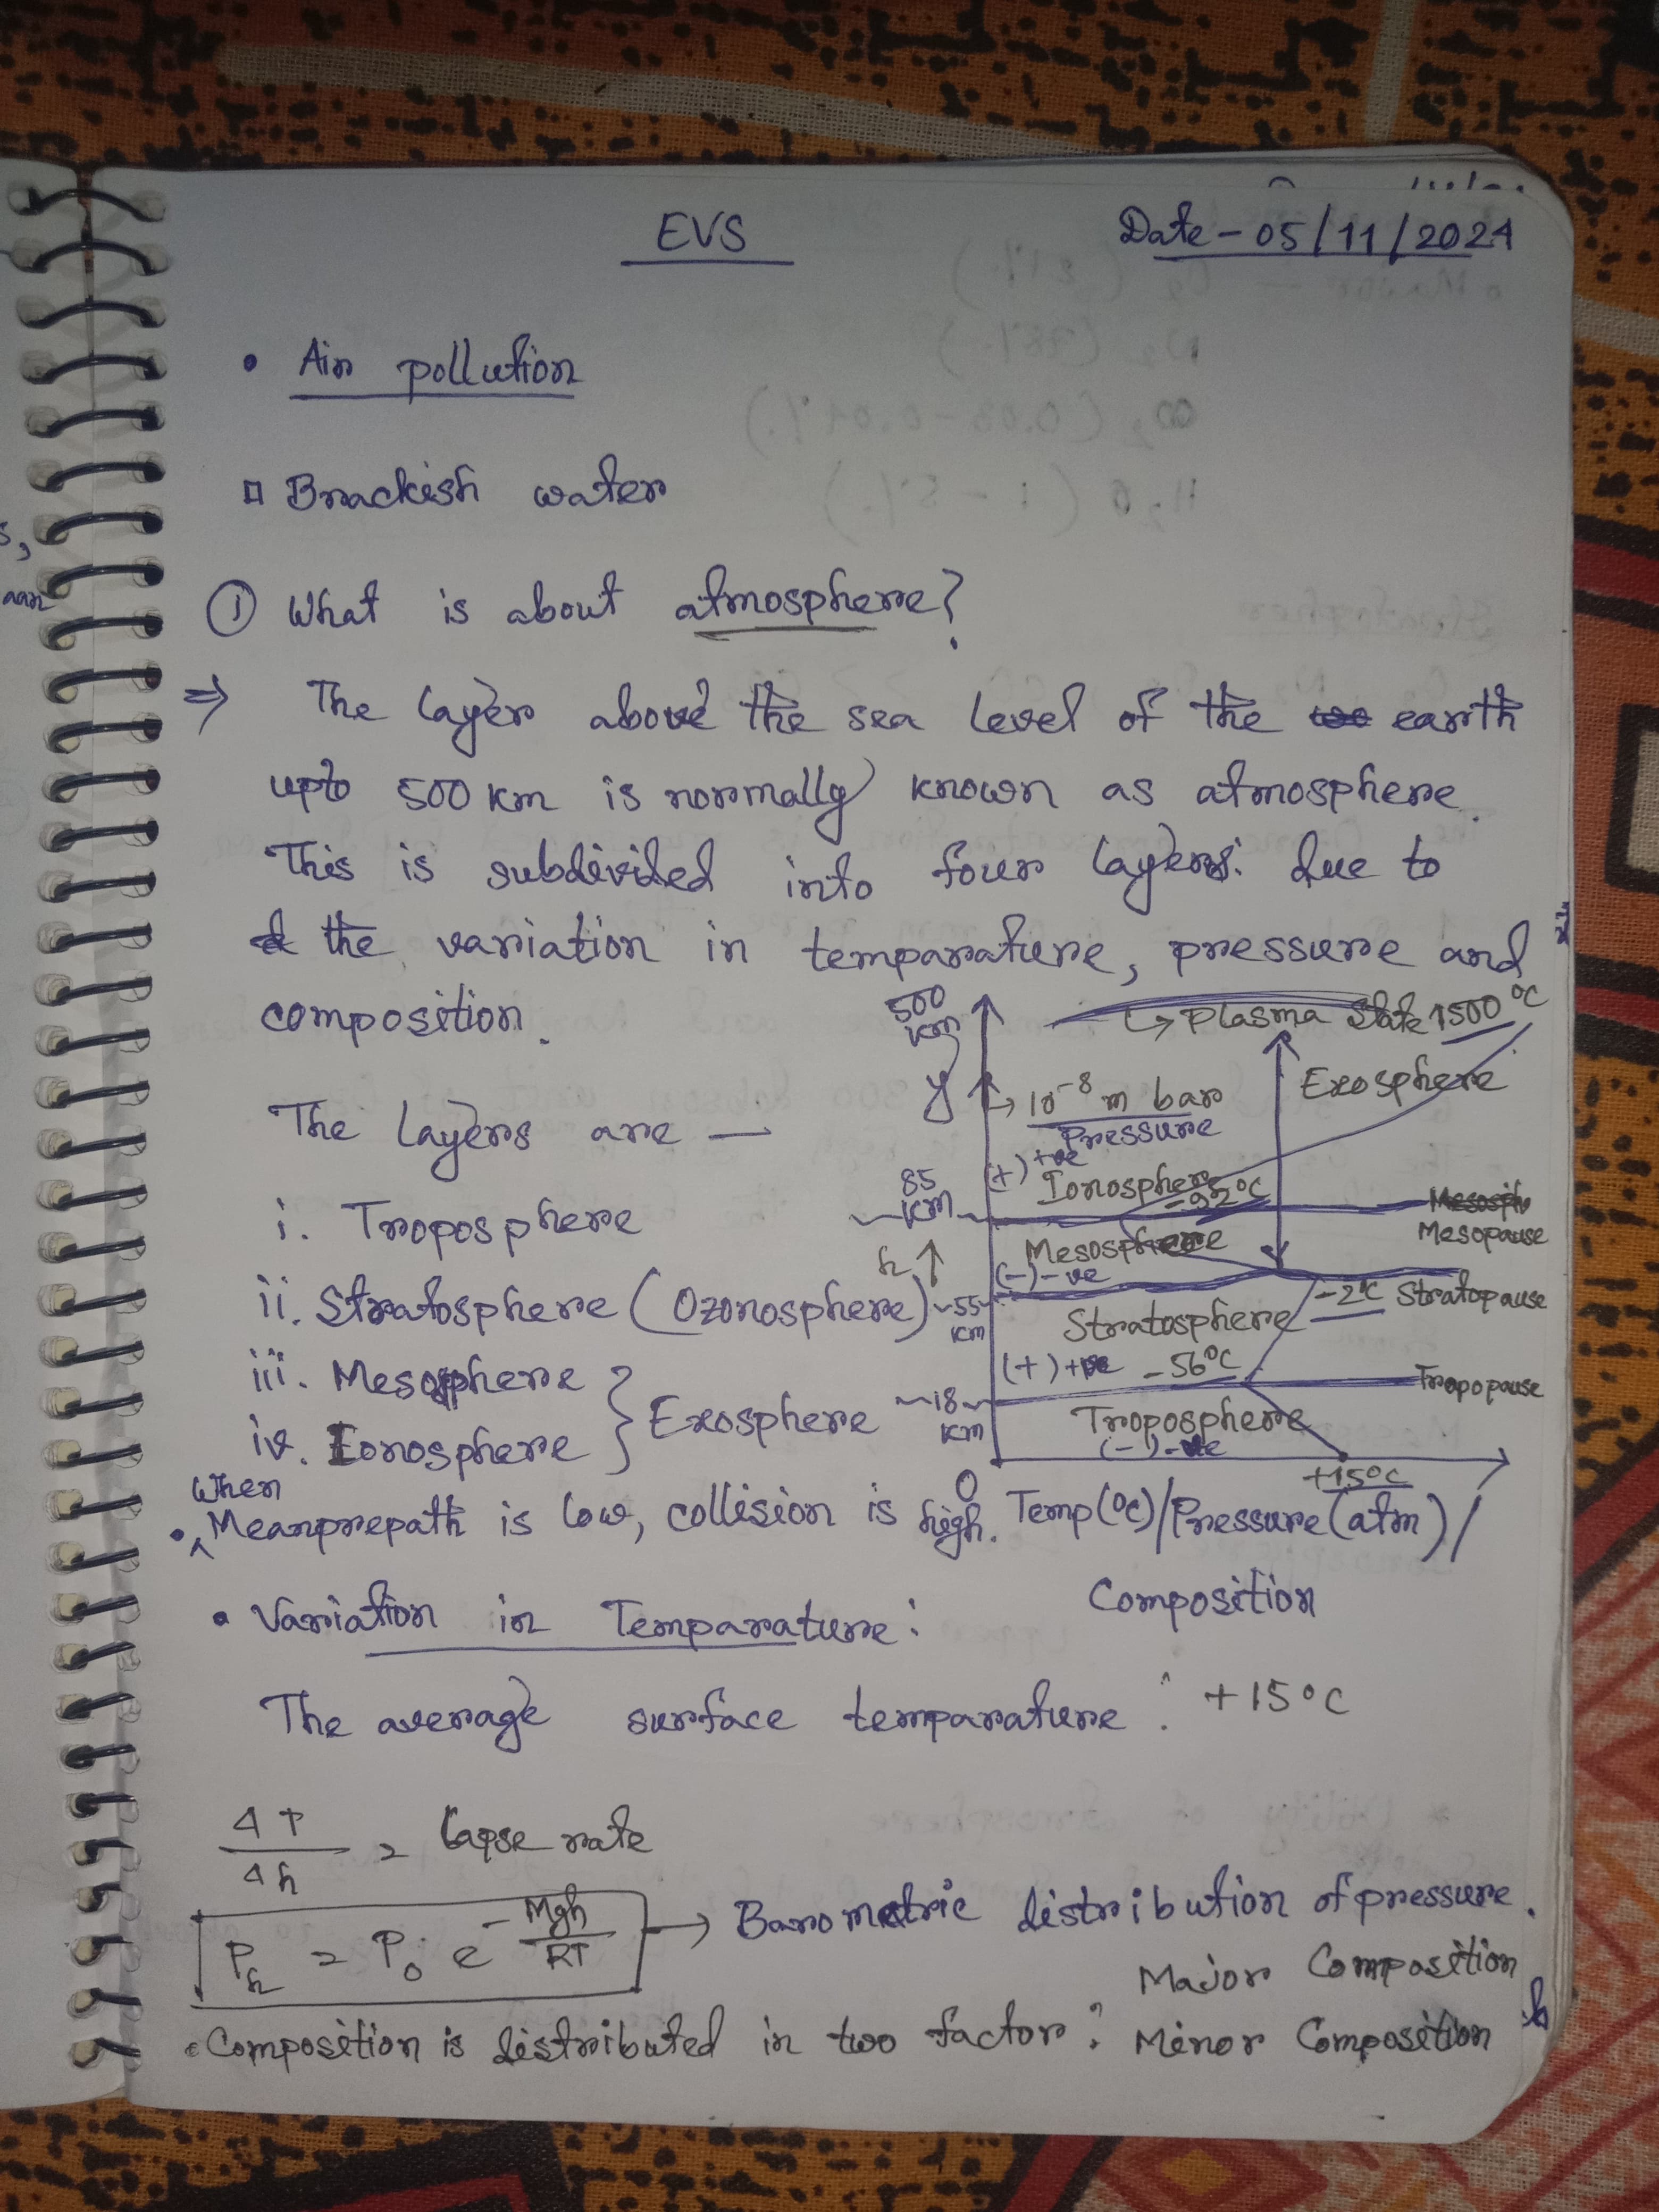 EVS
Date - 05/11/2024
• Air pollution
Brackish water
① What is about atmosphere?
⇒ The layer above the sea level of the earth
upto 500 km is normally known as atmosphere.
This is subdivided into four layers. due to
the variation in temparature, pressure and
composition.
The layers are —
i. Troposphere
ii. Stratosphere (Ozonosphere)
iii. Mesosphere
iv. Ionosphere } Exosphere
500 km
y
→ Plasma State 1500°C
Exosphere
→ 10⁻⁸ m bar
Pressure
(+) +ve
85 km
Ionosphere
-92°C
Mesopause
h ↑
Mesosphere
(-) -ve
~55~ km
-2°C Stratopause
Stratosphere
(+) +ve -56°C
~18~ km
Tropopause
Troposphere
(-) -ve
+15°C
0
Temp (°C)/Pressure (atm)/
Composition
• When Meanprepath is low, collision is high.
• Variation in Temparature:
The average surface temparature : +15°C
ΔT/Δh = lapse rate
P_h = P_0 e^(-Mgh/RT) → Barometric distribution of pressure.
• Composition is distributed in two factor : Major Composition
Minor Composition